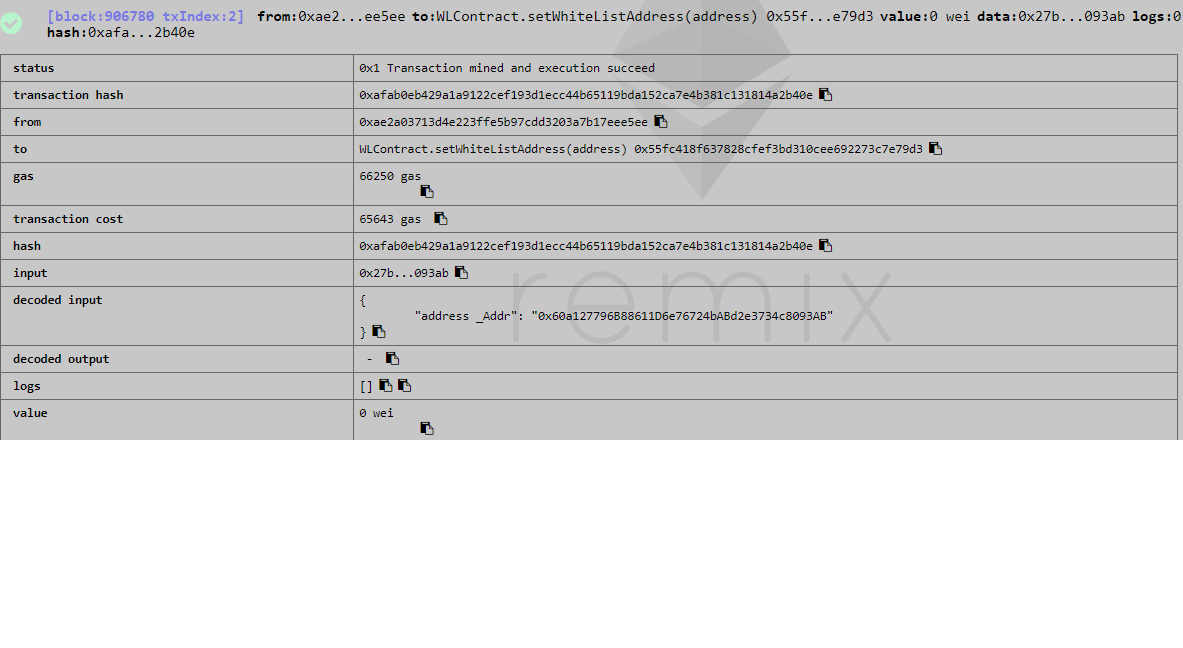 [block:906780 txIndex:2] from:0xae2...ee5ee to:WLContract.setWhiteListAddress(address) 0x55f...e79d3 value:0 wei data:0x27b...093ab logs:0
hash:0xafa...2b40e
status 0x1 Transaction mined and execution succeed
transaction hash 0xafab0eb429a1a9122cef193d1ecc44b65119bda152ca7e4b381c131814a2b40e
from 0xae2a03713d4e223ffe5b97cdd3203a7b17eee5ee
to WLContract.setWhiteListAddress(address) 0x55fc418f637828cfef3bd310cee692273c7e79d3
gas 66250 gas
transaction cost 65643 gas
hash 0xafab0eb429a1a9122cef193d1ecc44b65119bda152ca7e4b381c131814a2b40e
input 0x27b...093ab
decoded input {
"address _Addr": "0x60a127796B88611D6e76724bABd2e3734c8093AB"
}
decoded output -
logs []
value 0 wei
remix